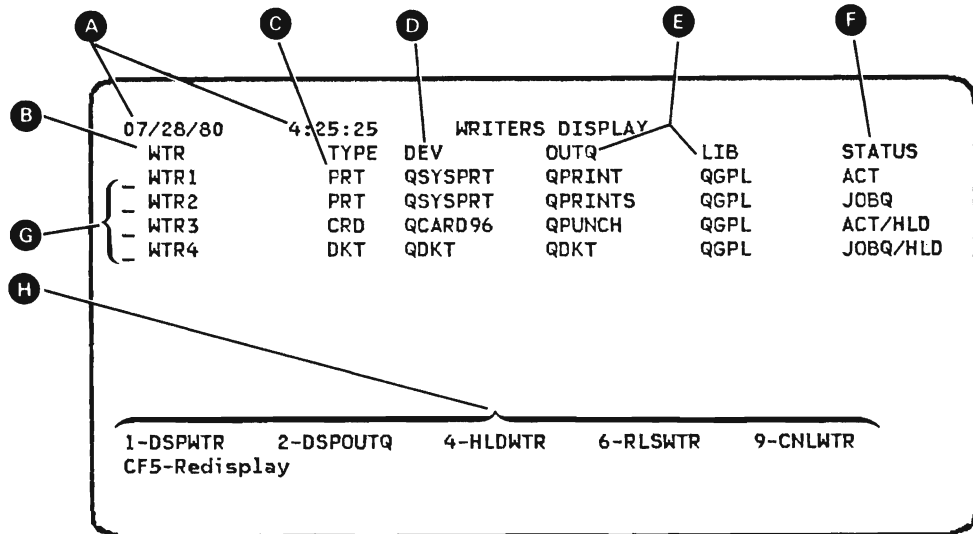 A C D E F
07/28/80 4:25:25 WRITERS DISPLAY
B WTR TYPE DEV OUTQ LIB STATUS
_ WTR1 PRT QSYSPRT QPRINT QGPL ACT
_ WTR2 PRT QSYSPRT QPRINTS QGPL JOBQ
G _ WTR3 CRD QCARD96 QPUNCH QGPL ACT/HLD
_ WTR4 DKT QDKT QDKT QGPL JOBQ/HLD
H
1-DSPWTR 2-DSPOUTQ 4-HLDWTR 6-RLSWTR 9-CNLWTR
CF5-Redisplay